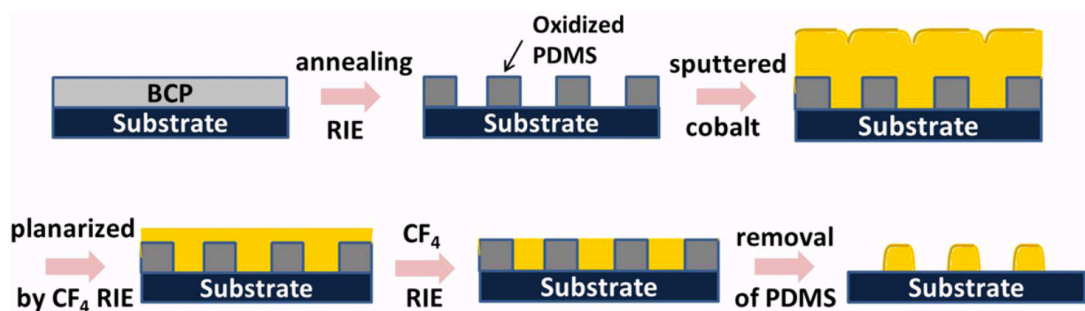 BCP
Substrate
annealing
RIE
Oxidized
PDMS
Substrate
sputtered
cobalt
Substrate
planarized
by CF₄ RIE
Substrate
CF₄
RIE
Substrate
removal
of PDMS
Substrate